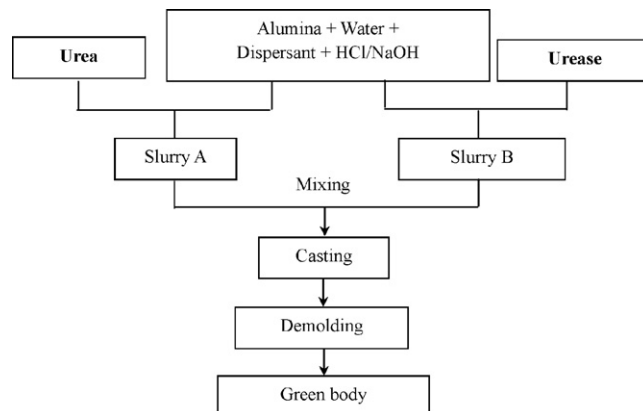 Alumina + Water +
Dispersant + HCl/NaOH
Urea
Urease
Slurry A
Slurry B
Mixing
Casting
Demolding
Green body